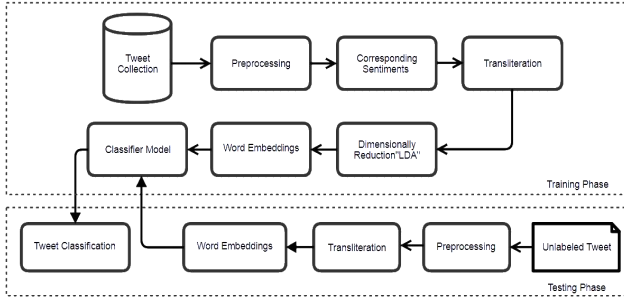 Tweet
Collection
Preprocessing
Corresponding
Sentiments
Transliteration
Classifier Model
Word Embeddings
Dimensionally
Reduction"LDA"
Training Phase
Tweet Classification
Word Embeddings
Transliteration
Preprocessing
Unlabeled Tweet
Testing Phase